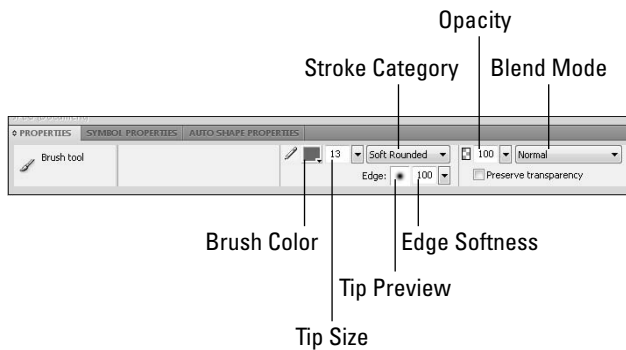 Opacity
Stroke Category Blend Mode
PROPERTIES SYMBOL PROPERTIES AUTO SHAPE PROPERTIES
Brush tool 13 Soft Rounded 100 Normal
Edge: 100 Preserve transparency
Brush Color Edge Softness
Tip Preview
Tip Size